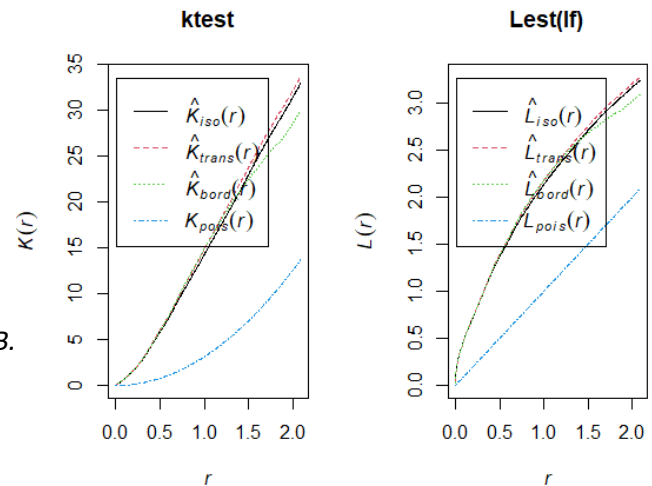 ktest
K̂iso(r)
K̂trans(r)
K̂bord(r)
Kpois(r)
K(r)
0 5 10 15 20 25 30 35
0.0 0.5 1.0 1.5 2.0
r
Lest(lf)
L̂iso(r)
L̂trans(r)
L̂bord(r)
Lpois(r)
L(r)
0.0 0.5 1.0 1.5 2.0 2.5 3.0
0.0 0.5 1.0 1.5 2.0
r